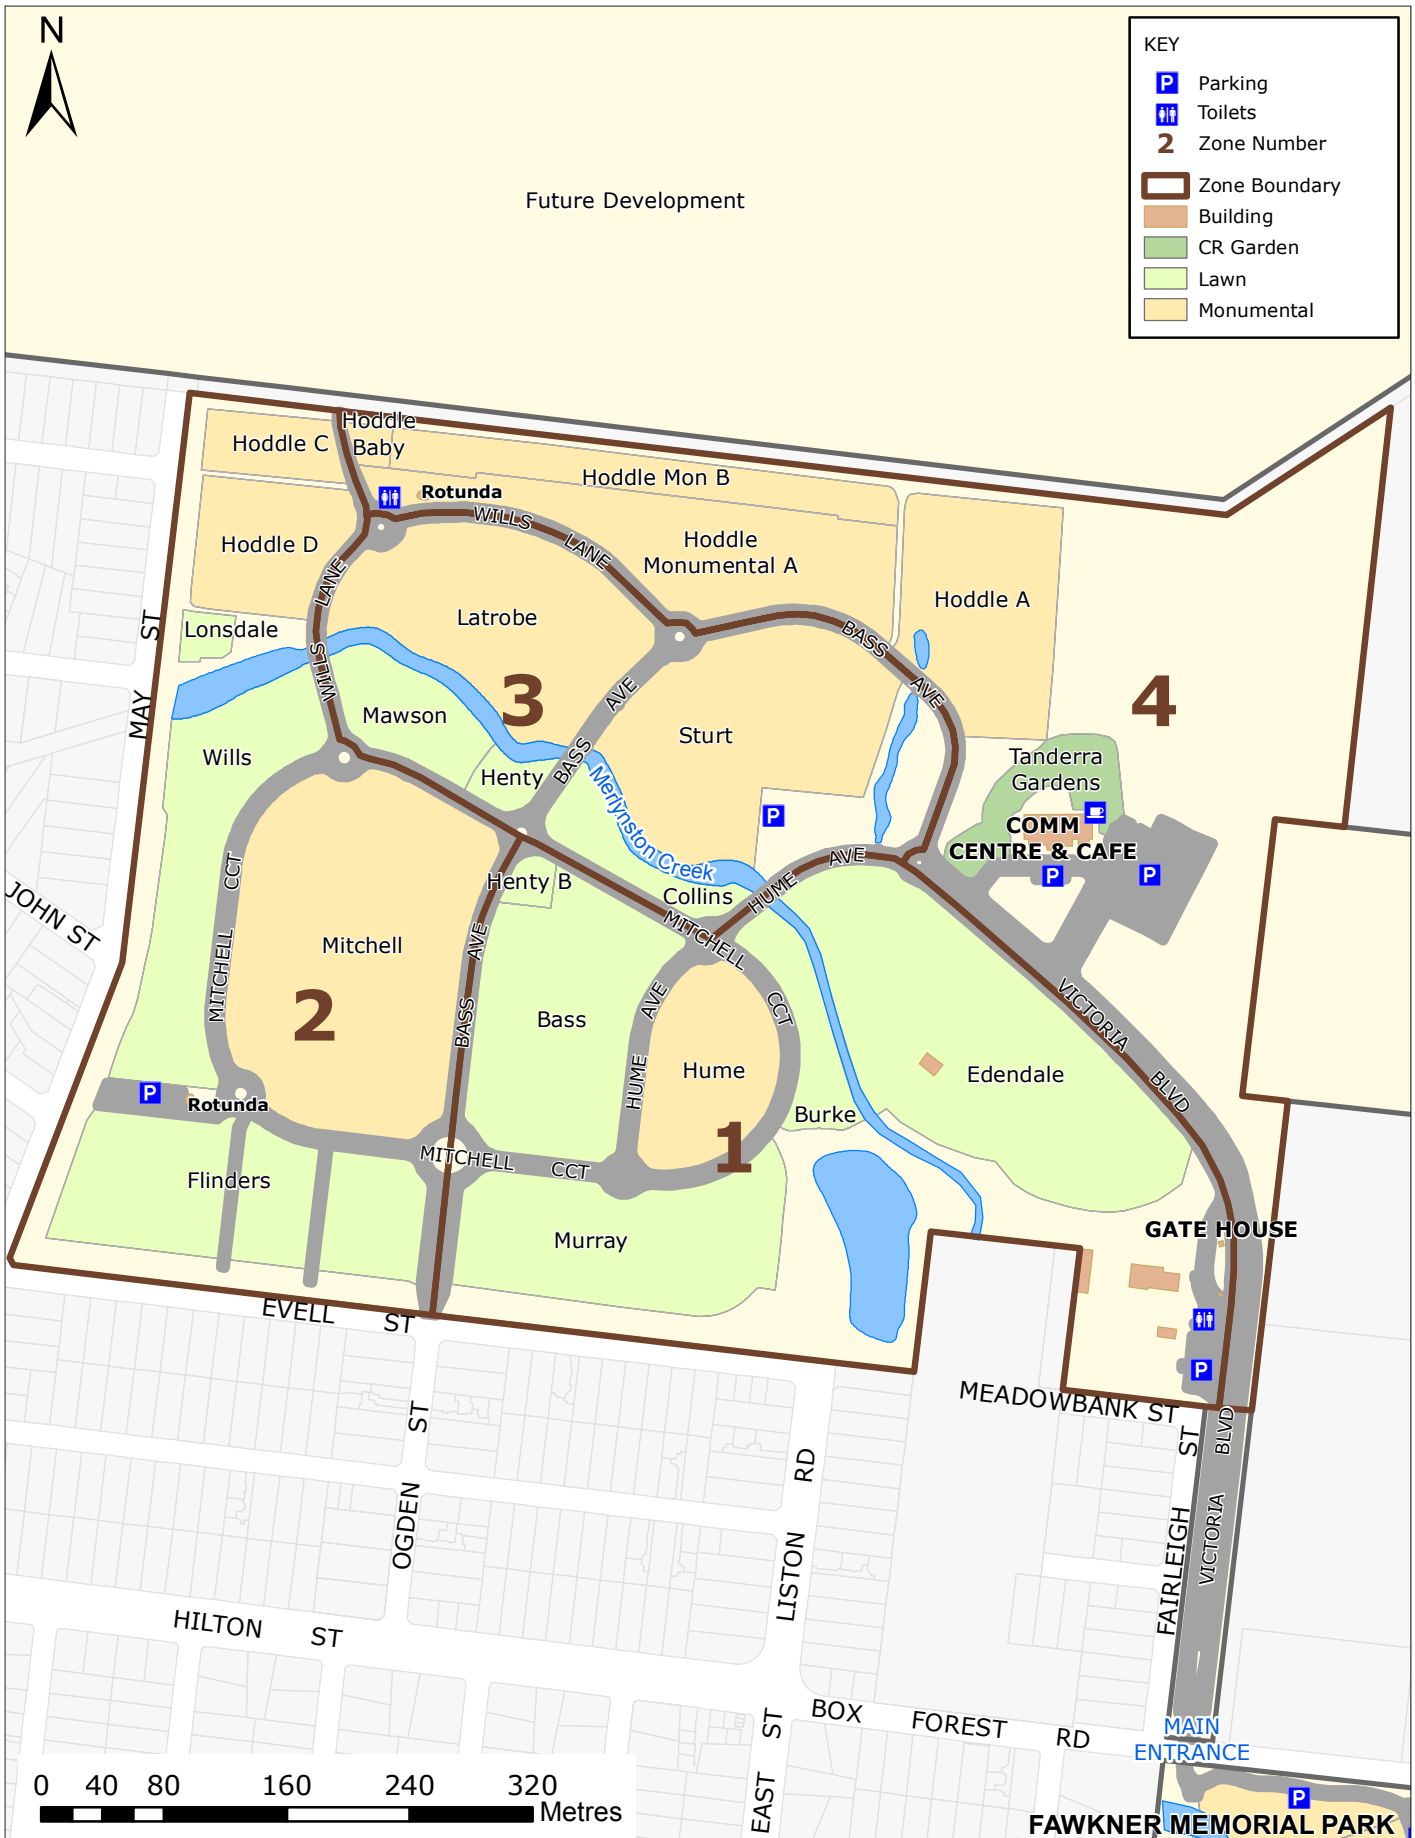 N
KEY
P Parking
Toilets
2 Zone Number
Zone Boundary
Building
CR Garden
Lawn
Monumental
Future Development
Hoddle C
Hoddle
Baby
Hoddle Mon B
Rotunda
WILLS
LANE
Hoddle D
Hoddle
Monumental A
LANE
WILLS
Latrobe
Hoddle A
Lonsdale
BASS
AVE
MAY
ST
3
BASS
AVE
4
Mawson
Sturt
Wills
Henty
Merlynston Creek
Tanderra
Gardens
P
COMM
CENTRE & CAFE
P
P
HUME
AVE
Henty B
Collins
MITCHELL
CCT
JOHN ST
MITCHELL
CCT
Mitchell
BASS
AVE
2
Bass
HUME
AVE
Hume
VICTORIA
BLVD
Edendale
P
Rotunda
Burke
1
MITCHELL
CCT
Flinders
Murray
GATE HOUSE
P
EVELL
ST
MEADOWBANK ST
OGDEN
ST
LISTON
RD
FAIRLEIGH
ST
VICTORIA
BLVD
HILTON
ST
BOX
FOREST
RD
EAST
ST
MAIN
ENTRANCE
P
FAWKNER MEMORIAL PARK
0 40 80 160 240 320
Metres